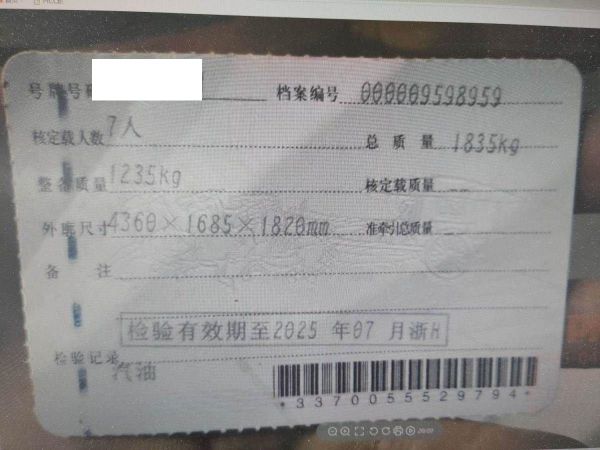 号牌号码
档案编号 000009598959
核定载人数 7人
总质量 1835kg
整备质量 1235kg
核定载质量
外廓尺寸 4360×1685×1820mm
准牵引总质量
备注
检验有效期至2025年07月浙H
检验记录
汽油
*3370055529794*